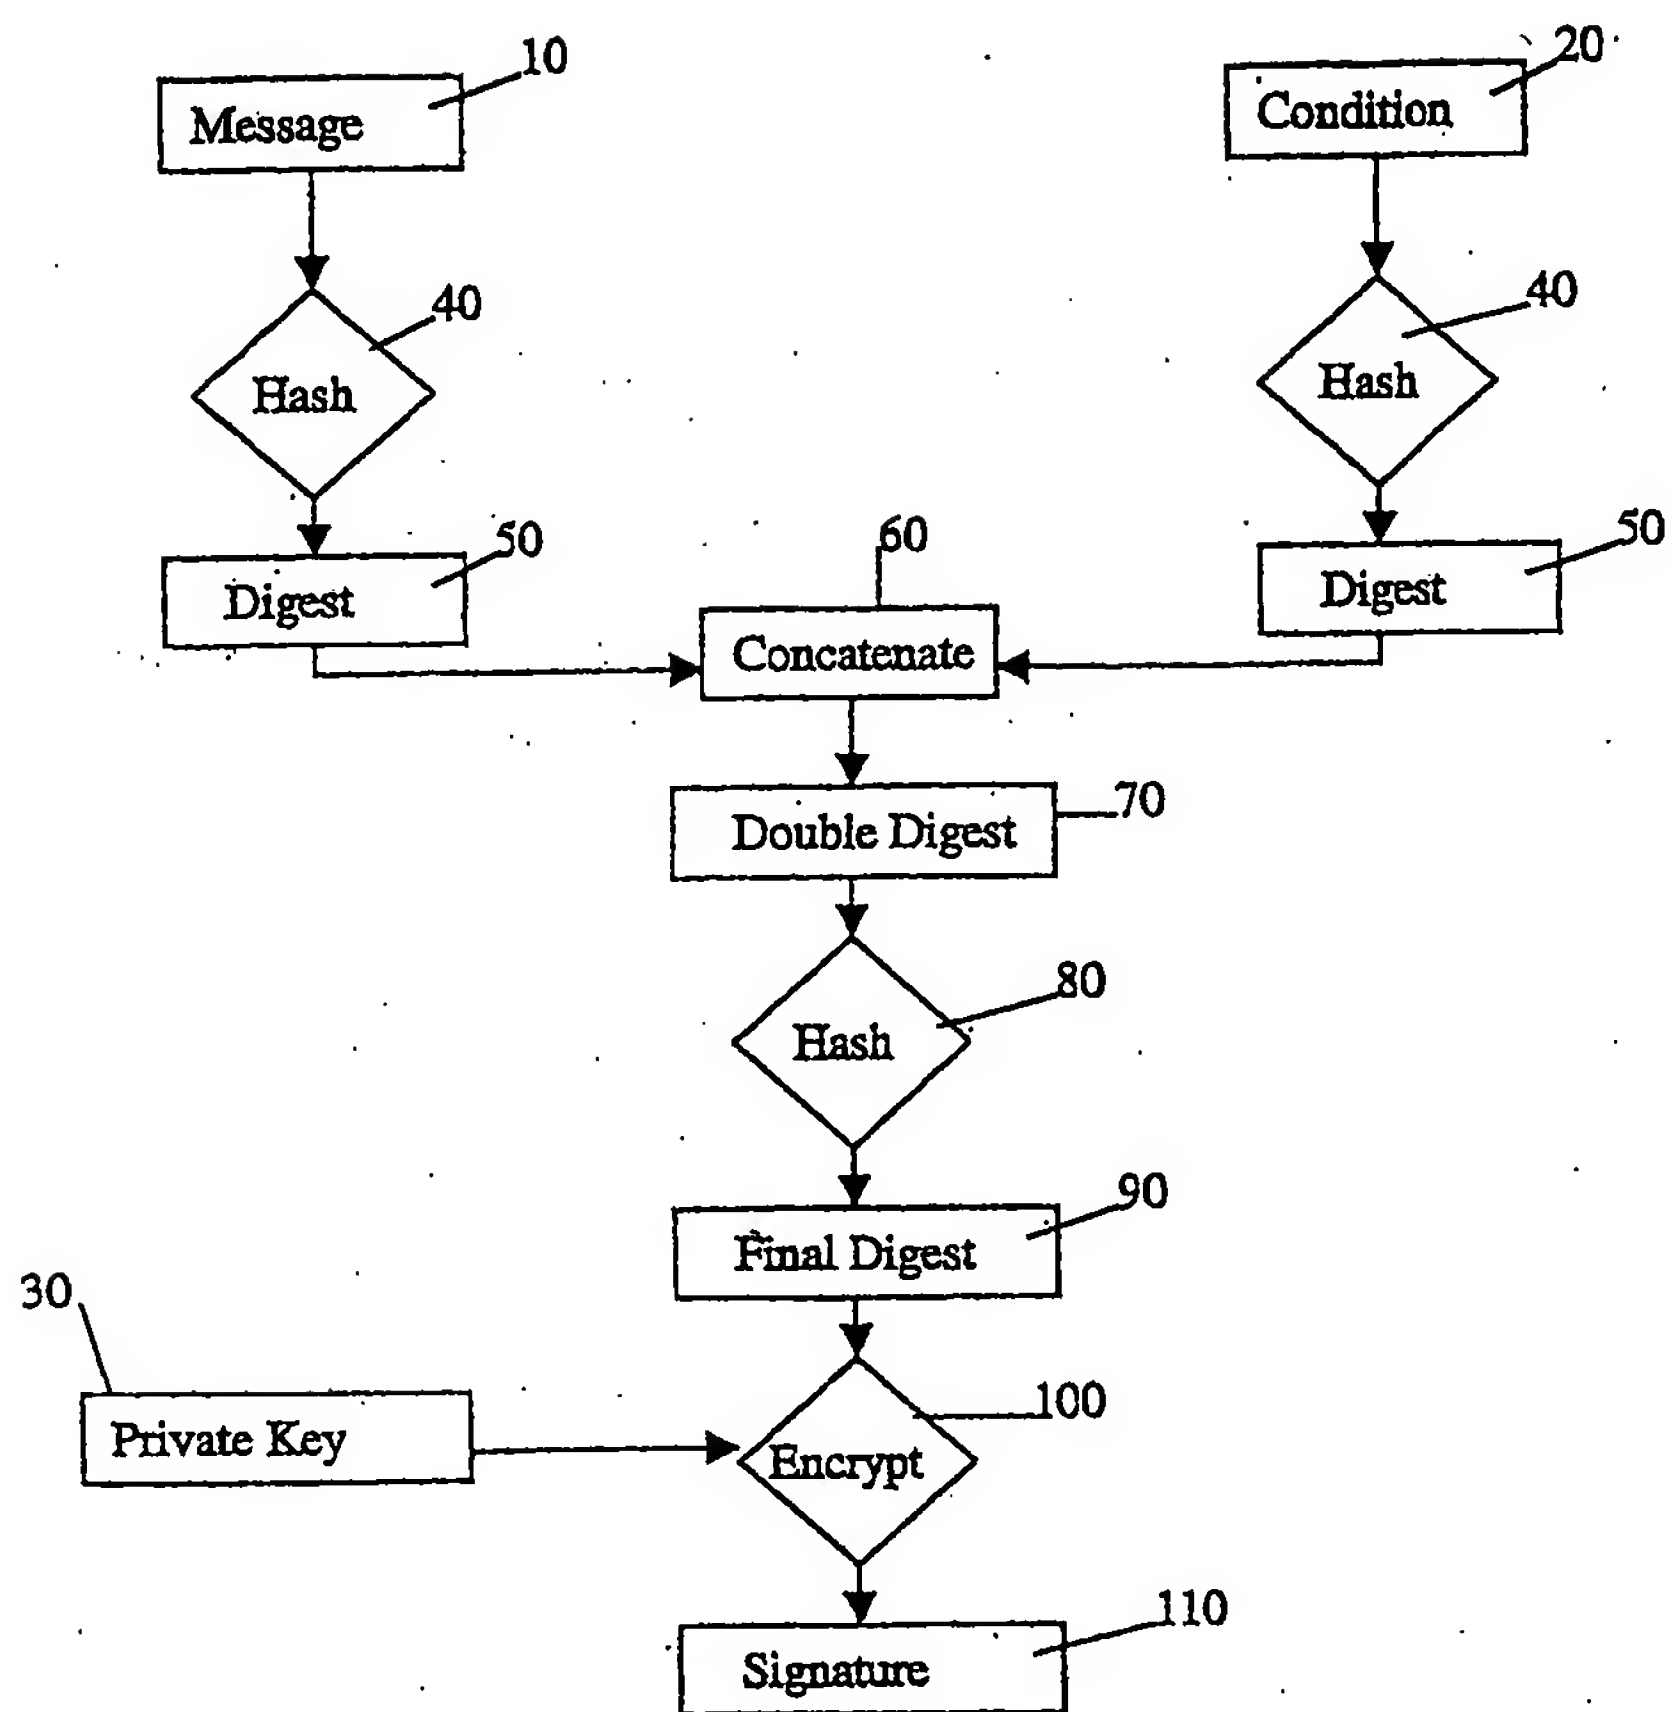 10
Message
20
Condition
40
Hash
40
Hash
50
Digest
50
Digest
60
Concatenate
70
Double Digest
80
Hash
90
Final Digest
30
Private Key
100
Encrypt
110
Signature